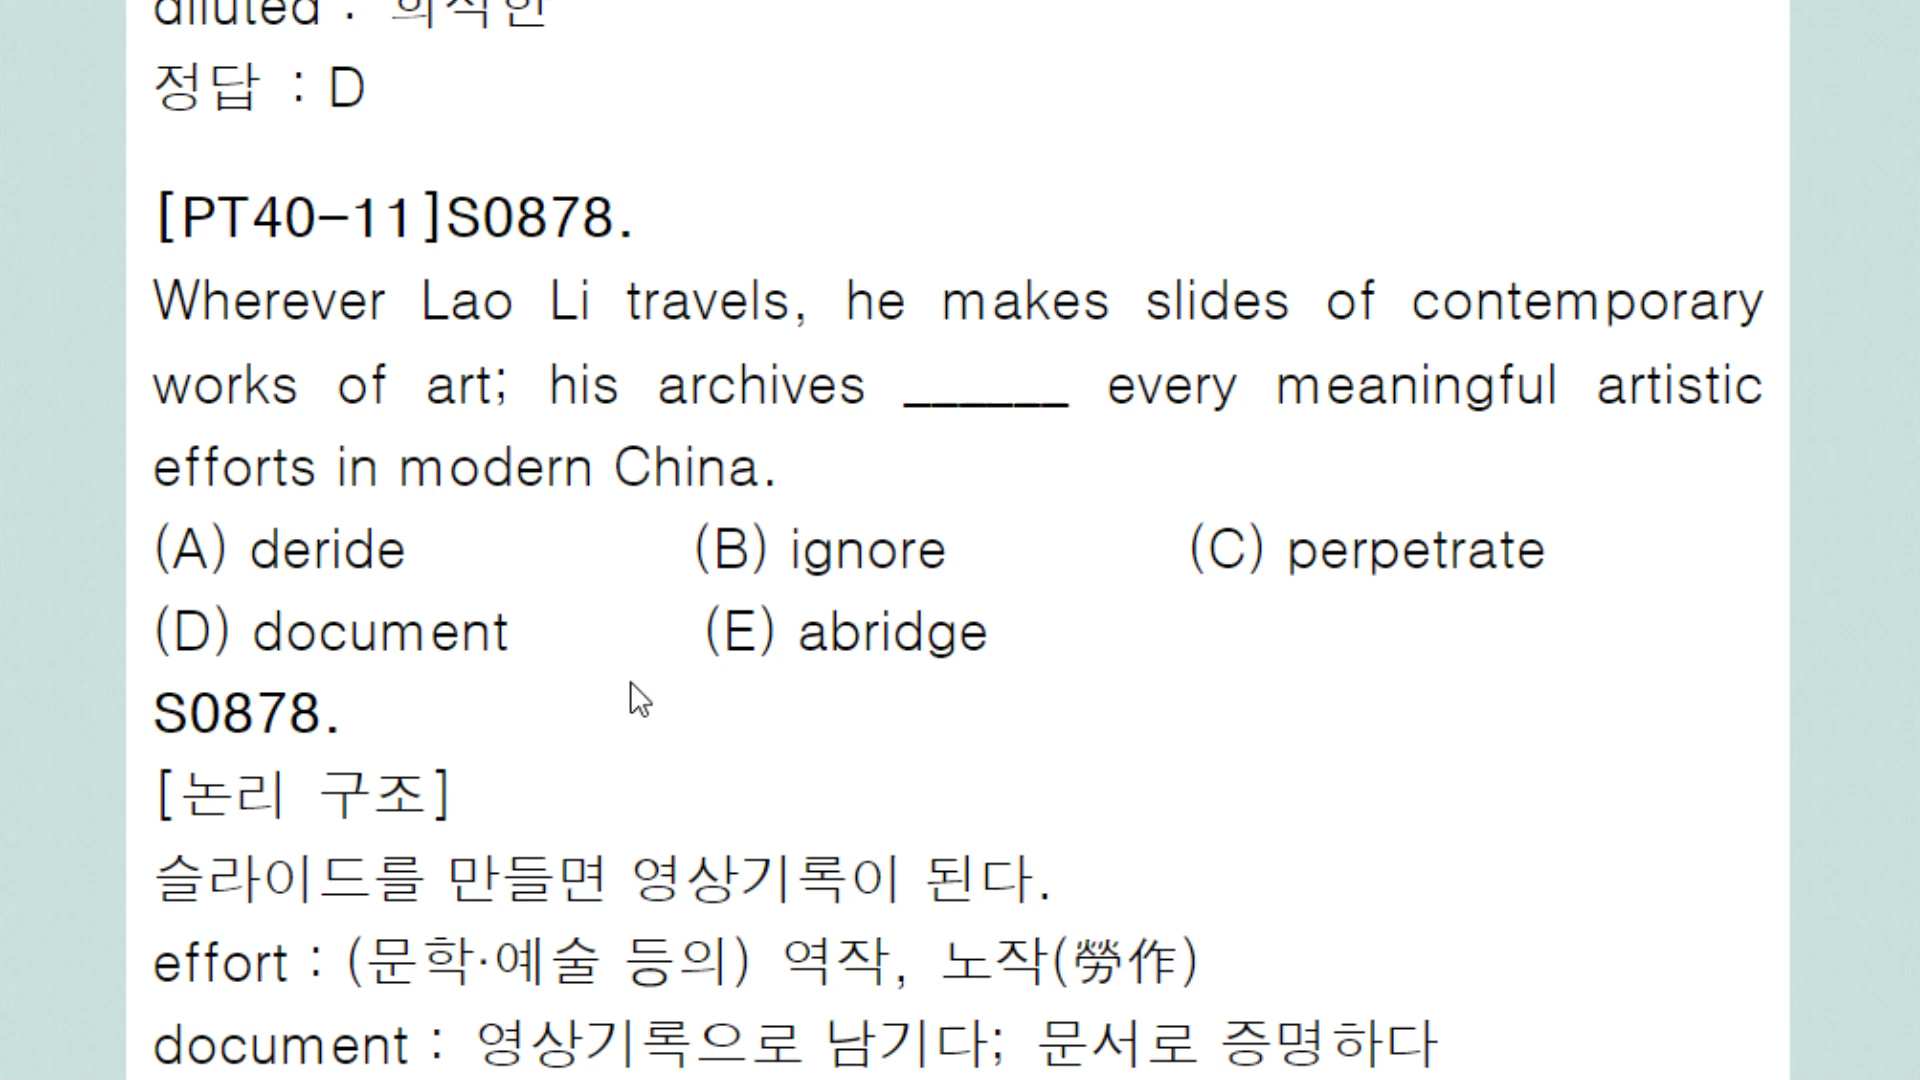 diluted : 희석한
정답 : D
[PT40-11]S0878.
Wherever Lao Li travels, he makes slides of contemporary
works of art; his archives ______ every meaningful artistic
efforts in modern China.
(A) deride (B) ignore (C) perpetrate
(D) document (E) abridge
S0878.
[논리 구조]
슬라이드를 만들면 영상기록이 된다.
effort : (문학·예술 등의) 역작, 노작(勞作)
document : 영상기록으로 남기다; 문서로 증명하다